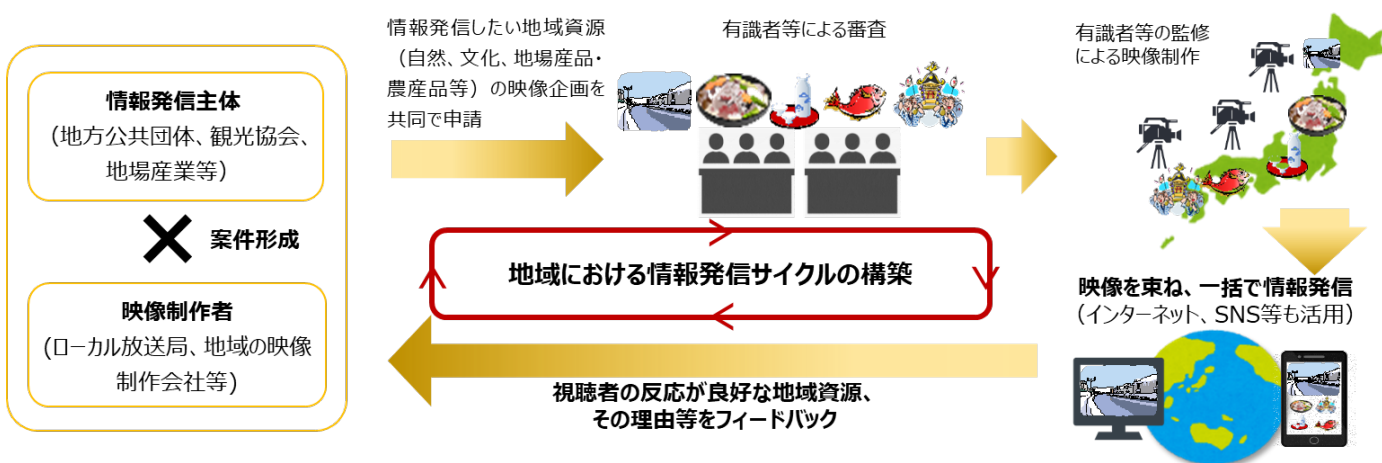 情報発信主体
（地方公共団体、観光協会、
地場産業等）
案件形成
映像制作者
(ローカル放送局、地域の映像
制作会社等)
情報発信したい地域資源
（自然、文化、地場産品・
農産品等）の映像企画を
共同で申請
有識者等による審査
有識者等の監修
による映像制作
地域における情報発信サイクルの構築
映像を束ね、一括で情報発信
（インターネット、SNS等も活用）
視聴者の反応が良好な地域資源、
その理由等をフィードバック